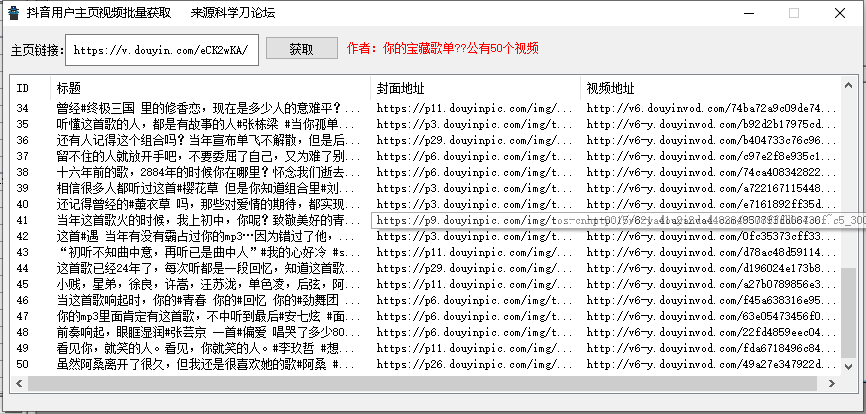 抖音用户主页视频批量获取 来源科学刀论坛
主页链接: https://v.douyin.com/eCK2wKA/ 获取 作者：你的宝藏歌单??公有50个视频
ID 标题 封面地址 视频地址
34 曾经#终极三国 里的修香恋，现在是多少人的意难平？... https://p11.douyinpic.com/img/... http://v6.douyinvod.com/74ba72a9c09de74...
35 听懂这首歌的人，都是有故事的人#张栋梁 #当你孤单... https://p3.douyinpic.com/img/t... http://v6-y.douyinvod.com/b92d2b17975cd...
36 还有人记得这个组合吗？当年宣布单飞不解散，但是后... https://p29.douyinpic.com/img/... http://v6-y.douyinvod.com/b404733c76c96...
37 留不住的人就放开手吧，不要委屈了自己，又为难了别... https://p6.douyinpic.com/img/t... http://v6-y.douyinvod.com/c97e2f8e935c1...
38 十六年前的歌，2884年的时候你在哪里？怀念我们逝去... https://p6.douyinpic.com/img/t... http://v6-y.douyinvod.com/74ca408342822...
39 相信很多人都听过这首#樱花草 但是你知道组合里#刘... https://p3.douyinpic.com/img/t... http://v6-y.douyinvod.com/a722167115448...
40 还记得曾经的#薰衣草 吗，那些对爱情的期待，都实现... https://p3.douyinpic.com/img/t... http://v6-y.douyinvod.com/e7161892ff35d...
41 当年这首歌火的时候，我上初中，你呢？致敬美好的青... https://p9.douyinpic.com/img/
42 这首#遇 当年有没有霸占过你的mp3…因为错过了他，... https://p6.douyinpic.com/img/t... http://v6-y.douyinvod.com/0fc35373cff33...
43 “初听不知曲中意，再听已是曲中人”#我的心好冷 #s... https://p11.douyinpic.com/img/... http://v6-y.douyinvod.com/d78ac48d59114...
44 这首歌已经24年了，每次听都是一段回忆，知道这首歌... https://p29.douyinpic.com/img/... http://v6-y.douyinvod.com/d196024e173b8...
45 小贱，星弟，徐良，许嵩，汪苏泷，单色凌，后弦，阿... https://p11.douyinpic.com/img/... http://v6-y.douyinvod.com/a27b0789856e3...
46 当这首歌响起时，你的#青春 你的#回忆 你的#劲舞团 ... https://p6.douyinpic.com/img/t... http://v6-y.douyinvod.com/f45a638316e95...
47 你的mp3里面肯定有这首歌，不中听到最后#安七炫 #面... https://p6.douyinpic.com/img/t... http://v6-y.douyinvod.com/63e05473456f0...
48 前奏响起，眼眶湿润#张芸京 一首#偏爱 唱哭了多少80... https://p6.douyinpic.com/img/t... http://v6-y.douyinvod.com/22fd4859eec04...
49 看见你，就笑的人。看见，你就笑的人。#李玖哲 #想... https://p11.douyinpic.com/img/... http://v6-y.douyinvod.com/fda6718496c84...
50 虽然阿桑离开了很久，但我还是很喜欢她的歌#阿桑 #... https://p26.douyinpic.com/img/... http://v6-y.douyinvod.com/49a27e347922d...